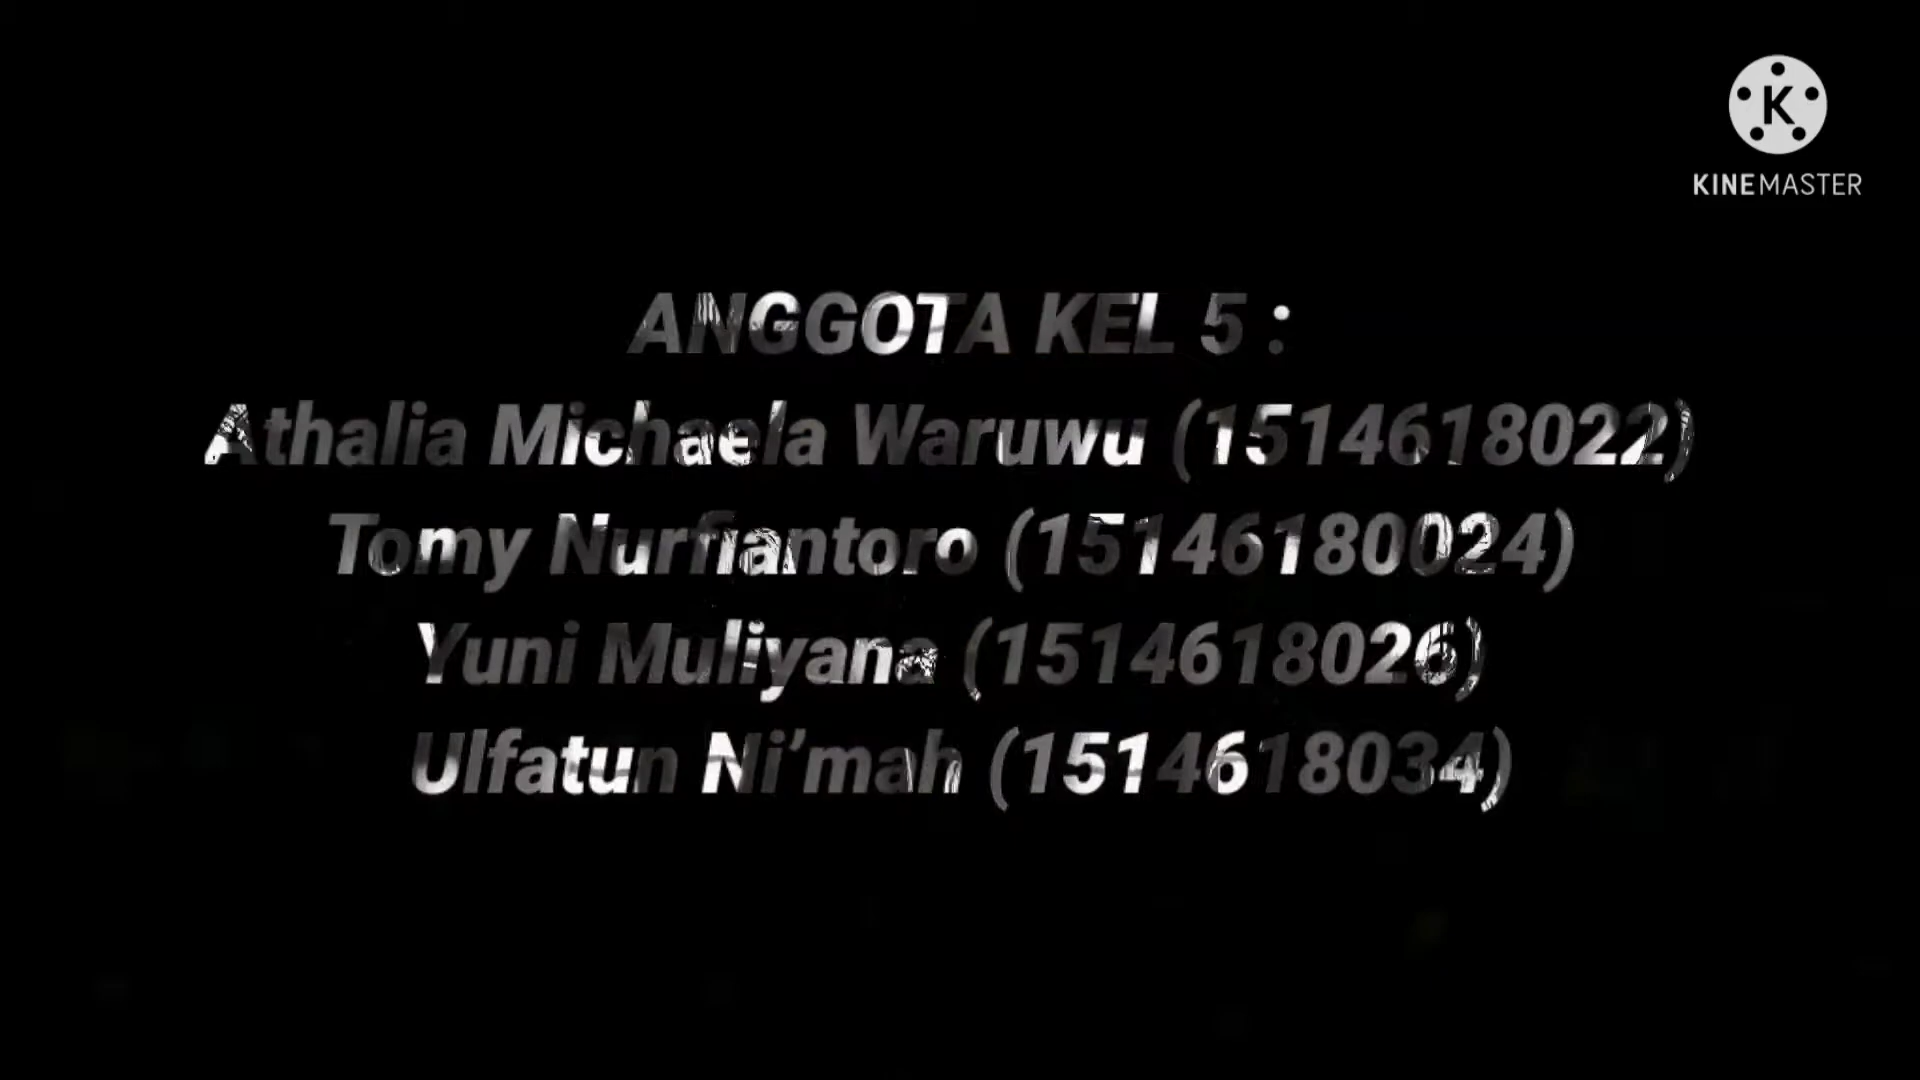 KINEMASTER
ANGGOTA KEL 5 :
Athalia Michaela Waruwu (1514618022)
Tomy Nurfiantoro (15146180024)
Yuni Muliyana (1514618026)
Ulfatun Ni’mah (1514618034)